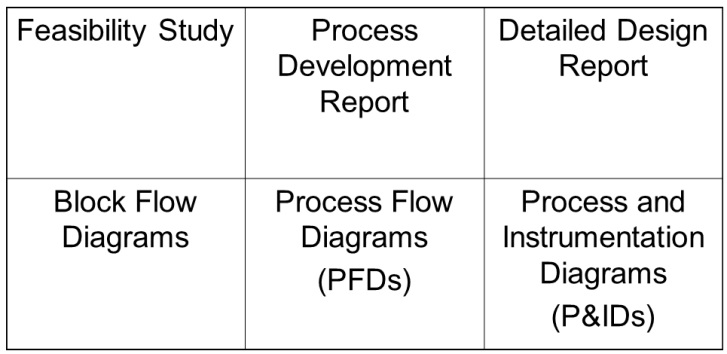 Feasibility Study
Process
Development
Report
Detailed Design
Report
Block Flow
Diagrams
Process Flow
Diagrams
(PFDs)
Process and
Instrumentation
Diagrams
(P&IDs)